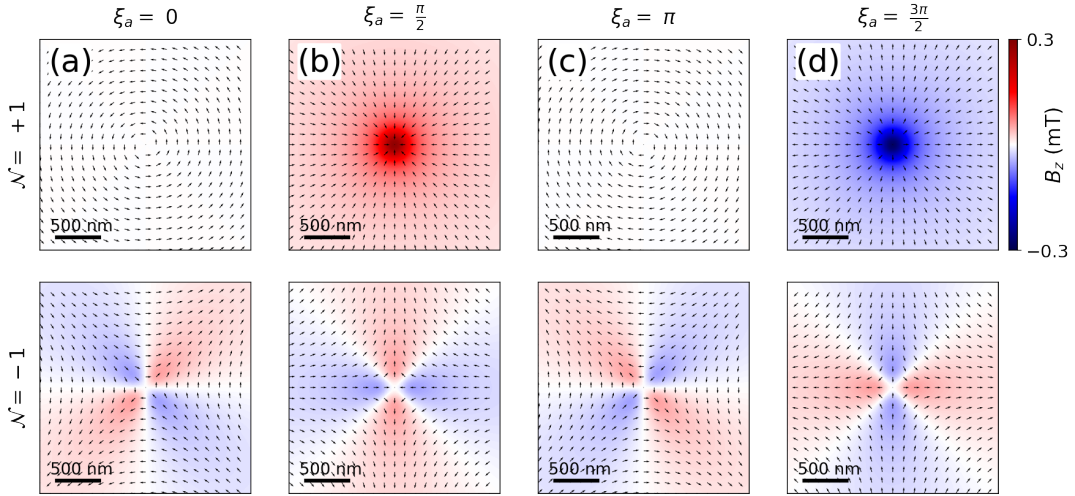 ξₐ = 0
ξₐ = π/2
ξₐ = π
ξₐ = 3π/2
𝒩 = +1
(a)
(b)
(c)
(d)
500 nm
500 nm
500 nm
500 nm
0.3
B_z (mT)
−0.3
𝒩 = −1
500 nm
500 nm
500 nm
500 nm